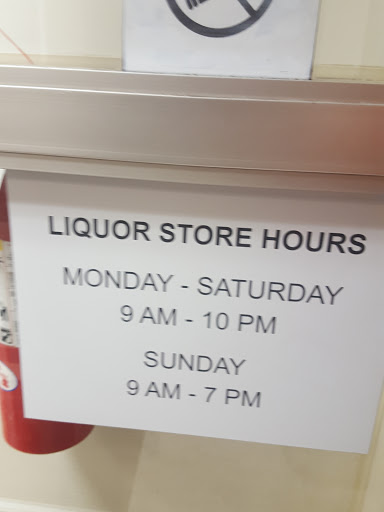 LIQUOR STORE HOURS
MONDAY - SATURDAY
9 AM - 10 PM
SUNDAY
9 AM - 7 PM